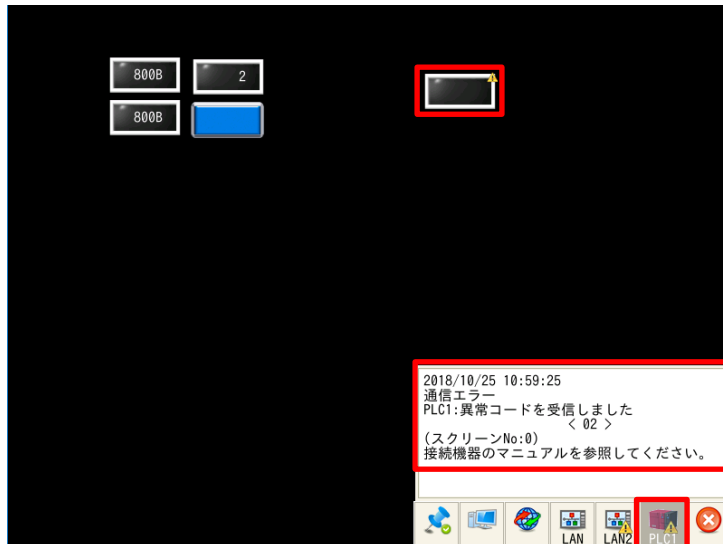 800B
2
800B
2018/10/25 10:59:25
通信エラー
PLC1:異常コードを受信しました
< 02 >
(スクリーンNo:0)
接続機器のマニュアルを参照してください。
LAN
LAN2
PLC1